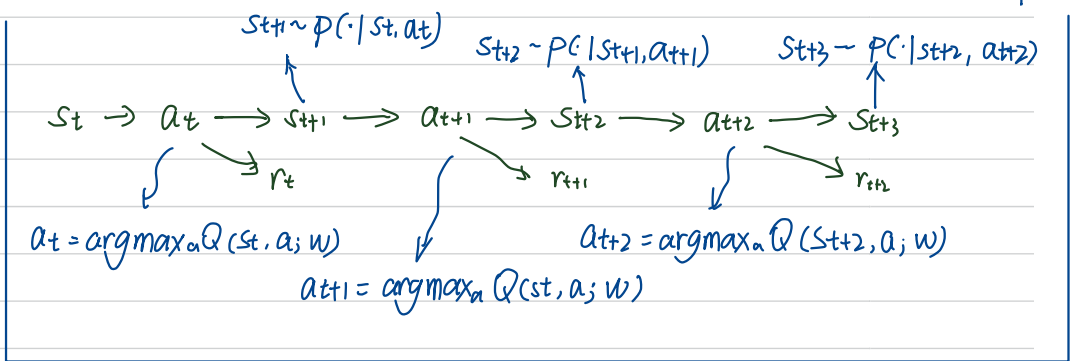 St+1 ~ p(·|St, at)
St+2 ~ P(·|St+1, at+1)
St+3 ~ P(·|St+2, at+2)
St → at → St+1 → at+1 → St+2 → at+2 → St+3
rt
rt+1
rt+2
at = argmaxa Q(St, a; w)
at+2 = argmaxa Q(St+2, a; w)
at+1 = argmaxa Q(st, a; w)